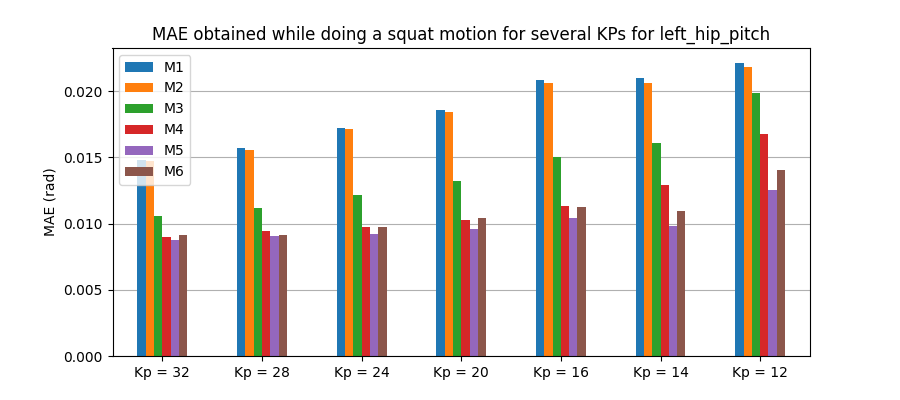 MAE obtained while doing a squat motion for several KPs for left_hip_pitch
MAE (rad)
0.020
0.015
0.010
0.005
0.000
M1
M2
M3
M4
M5
M6
Kp = 32
Kp = 28
Kp = 24
Kp = 20
Kp = 16
Kp = 14
Kp = 12